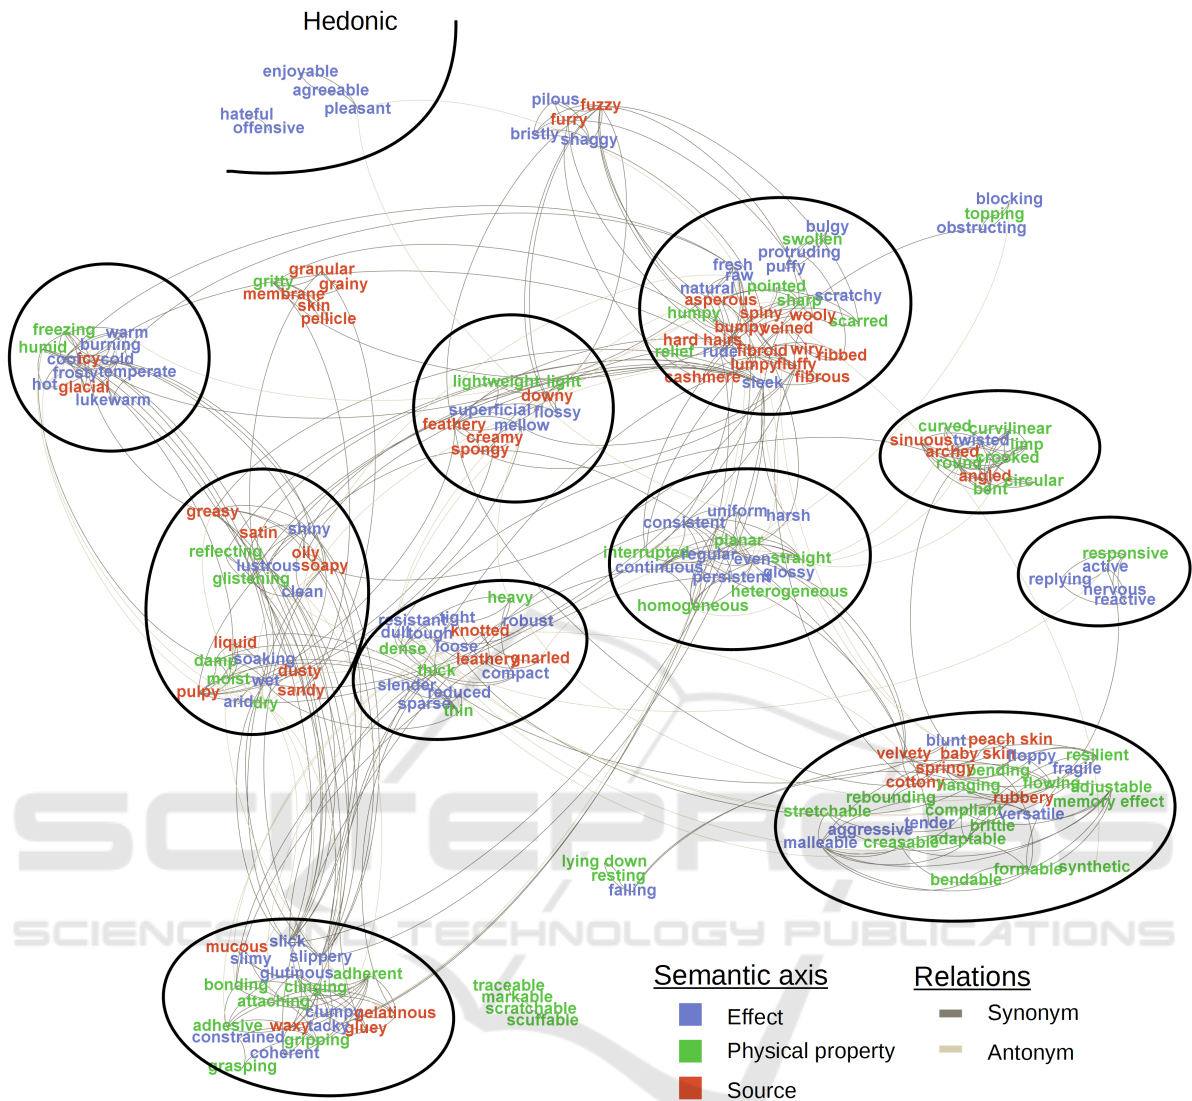 Hedonic
enjoyable
agreeable
pleasant
hateful
offensive
pilous
fuzzy
furry
bristly
shaggy
blocking
topping
obstructing
bulgy
swollen
protruding
puffy
fresh
raw
natural
pointed
asperous
sharp
scratchy
humpy
spiny
wooly
scarred
bumpy
veined
hard hairs
relief
rude
fibroid
wiry
ribbed
lumpy
fluffy
cashmere
sleek
fibrous
granular
gritty
grainy
membrane
skin
pellicle
freezing
warm
burning
humid
cool
icy
cold
frosty
temperate
hot
glacial
lukewarm
lightweight
light
downy
superficial
flossy
feathery
mellow
creamy
spongy
curved
curvilinear
sinuous
twisted
limp
arched
crooked
round
angled
circular
bent
greasy
satin
shiny
reflecting
oily
lustrous
soapy
glistening
clean
liquid
damp
soaking
moist
wet
dusty
pulpy
sandy
arid
dry
uniform
consistent
harsh
planar
interrupted
regular
even
straight
continuous
persistent
glossy
heterogeneous
homogeneous
responsive
active
replying
nervous
reactive
heavy
resistant
tight
robust
dull
tough
knotted
dense
loose
leathery
gnarled
thick
compact
slender
reduced
sparse
thin
blunt
peach skin
velvety
baby skin
floppy
resilient
springy
bending
fragile
cottony
hanging
flowing
adjustable
rebounding
rubbery
memory effect
stretchable
compliant
versatile
aggressive
tender
brittle
malleable
creasable
adaptable
formable
synthetic
bendable
lying down
resting
falling
SCITEPRESS
SCIENCE AND TECHNOLOGY PUBLICATIONS
mucous
slick
slimy
slippery
glutinous
adherent
bonding
clinging
attaching
clumpy
gelatinous
adhesive
waxy
tacky
gluey
constrained
gripping
coherent
grasping
traceable
markable
scratchable
scuffable
Semantic axis
Effect
Physical property
Source
Relations
Synonym
Antonym